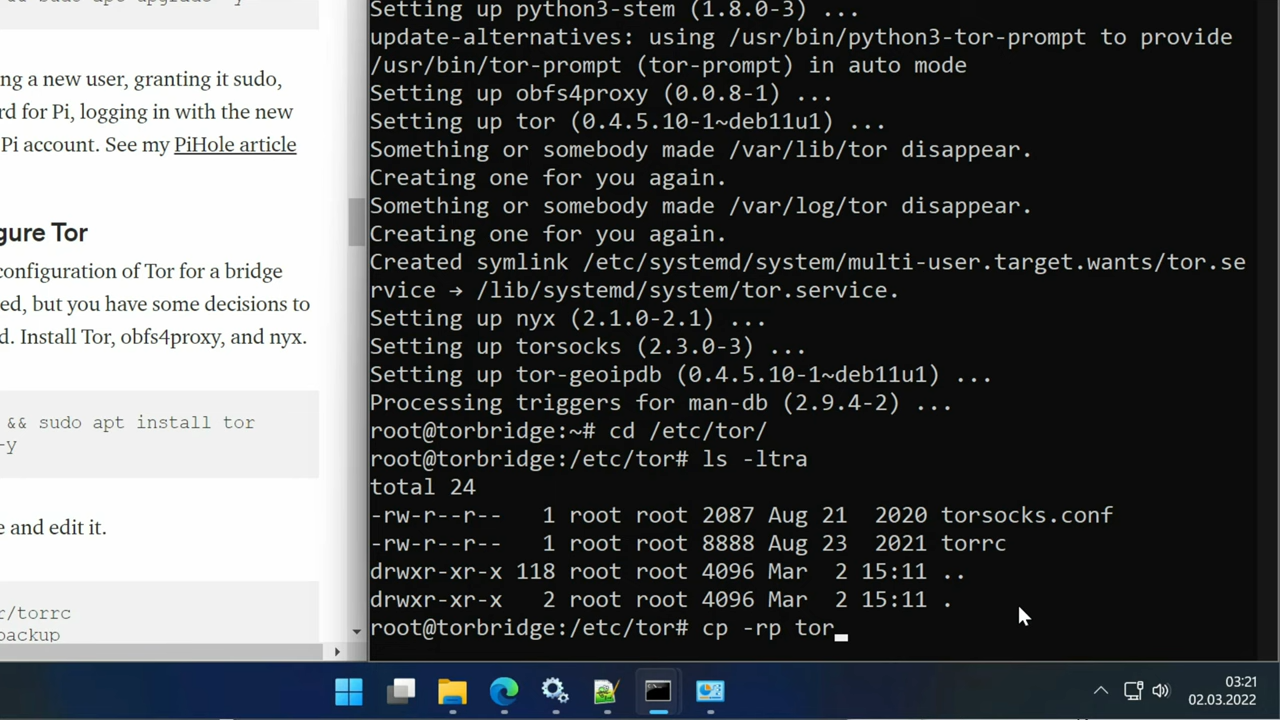 ing a new user, granting it sudo,
rd for Pi, logging in with the new
Pi account. See my PiHole article
gure Tor
configuration of Tor for a bridge
ed, but you have some decisions to
d. Install Tor, obfs4proxy, and nyx.
&& sudo apt install tor
-y
e and edit it.
r/torrc
backup
Setting up python3-stem (1.8.0-3) ...
update-alternatives: using /usr/bin/python3-tor-prompt to provide
/usr/bin/tor-prompt (tor-prompt) in auto mode
Setting up obfs4proxy (0.0.8-1) ...
Setting up tor (0.4.5.10-1~deb11u1) ...
Something or somebody made /var/lib/tor disappear.
Creating one for you again.
Something or somebody made /var/log/tor disappear.
Creating one for you again.
Created symlink /etc/systemd/system/multi-user.target.wants/tor.se
rvice → /lib/systemd/system/tor.service.
Setting up nyx (2.1.0-2.1) ...
Setting up torsocks (2.3.0-3) ...
Setting up tor-geoipdb (0.4.5.10-1~deb11u1) ...
Processing triggers for man-db (2.9.4-2) ...
root@torbridge:~# cd /etc/tor/
root@torbridge:/etc/tor# ls -ltra
total 24
-rw-r--r-- 1 root root 2087 Aug 21 2020 torsocks.conf
-rw-r--r-- 1 root root 8888 Aug 23 2021 torrc
drwxr-xr-x 118 root root 4096 Mar 2 15:11 ..
drwxr-xr-x 2 root root 4096 Mar 2 15:11 .
root@torbridge:/etc/tor# cp -rp tor
03:21
02.03.2022